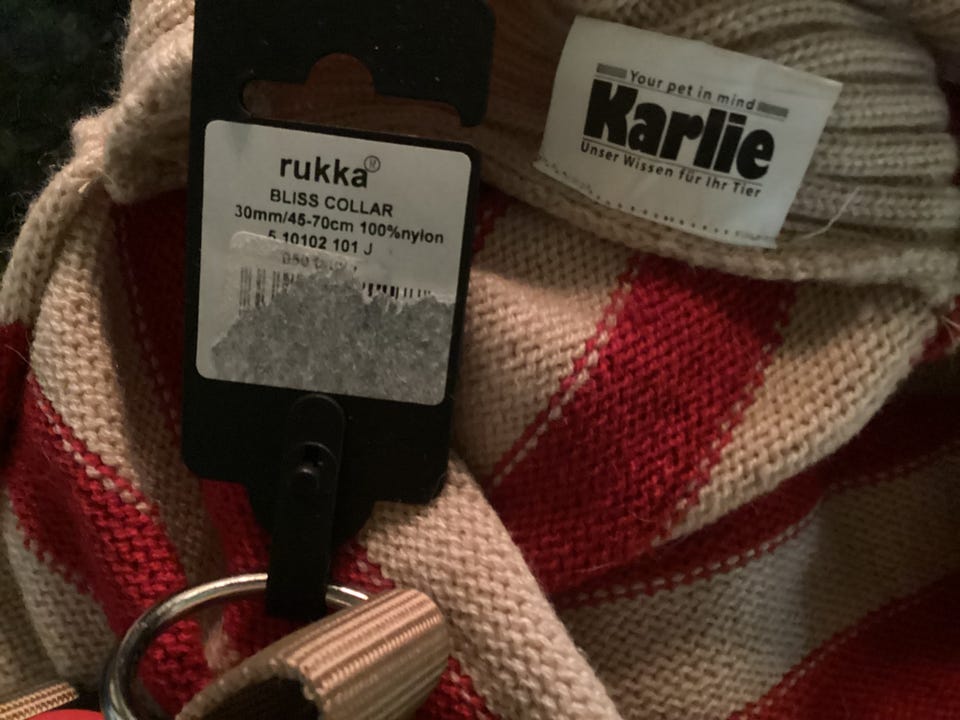 rukka
BLISS COLLAR
30mm/45-70cm 100%nylon
5 10102 101 J
Your pet in mind
Karlie
Unser Wissen für Ihr Tier